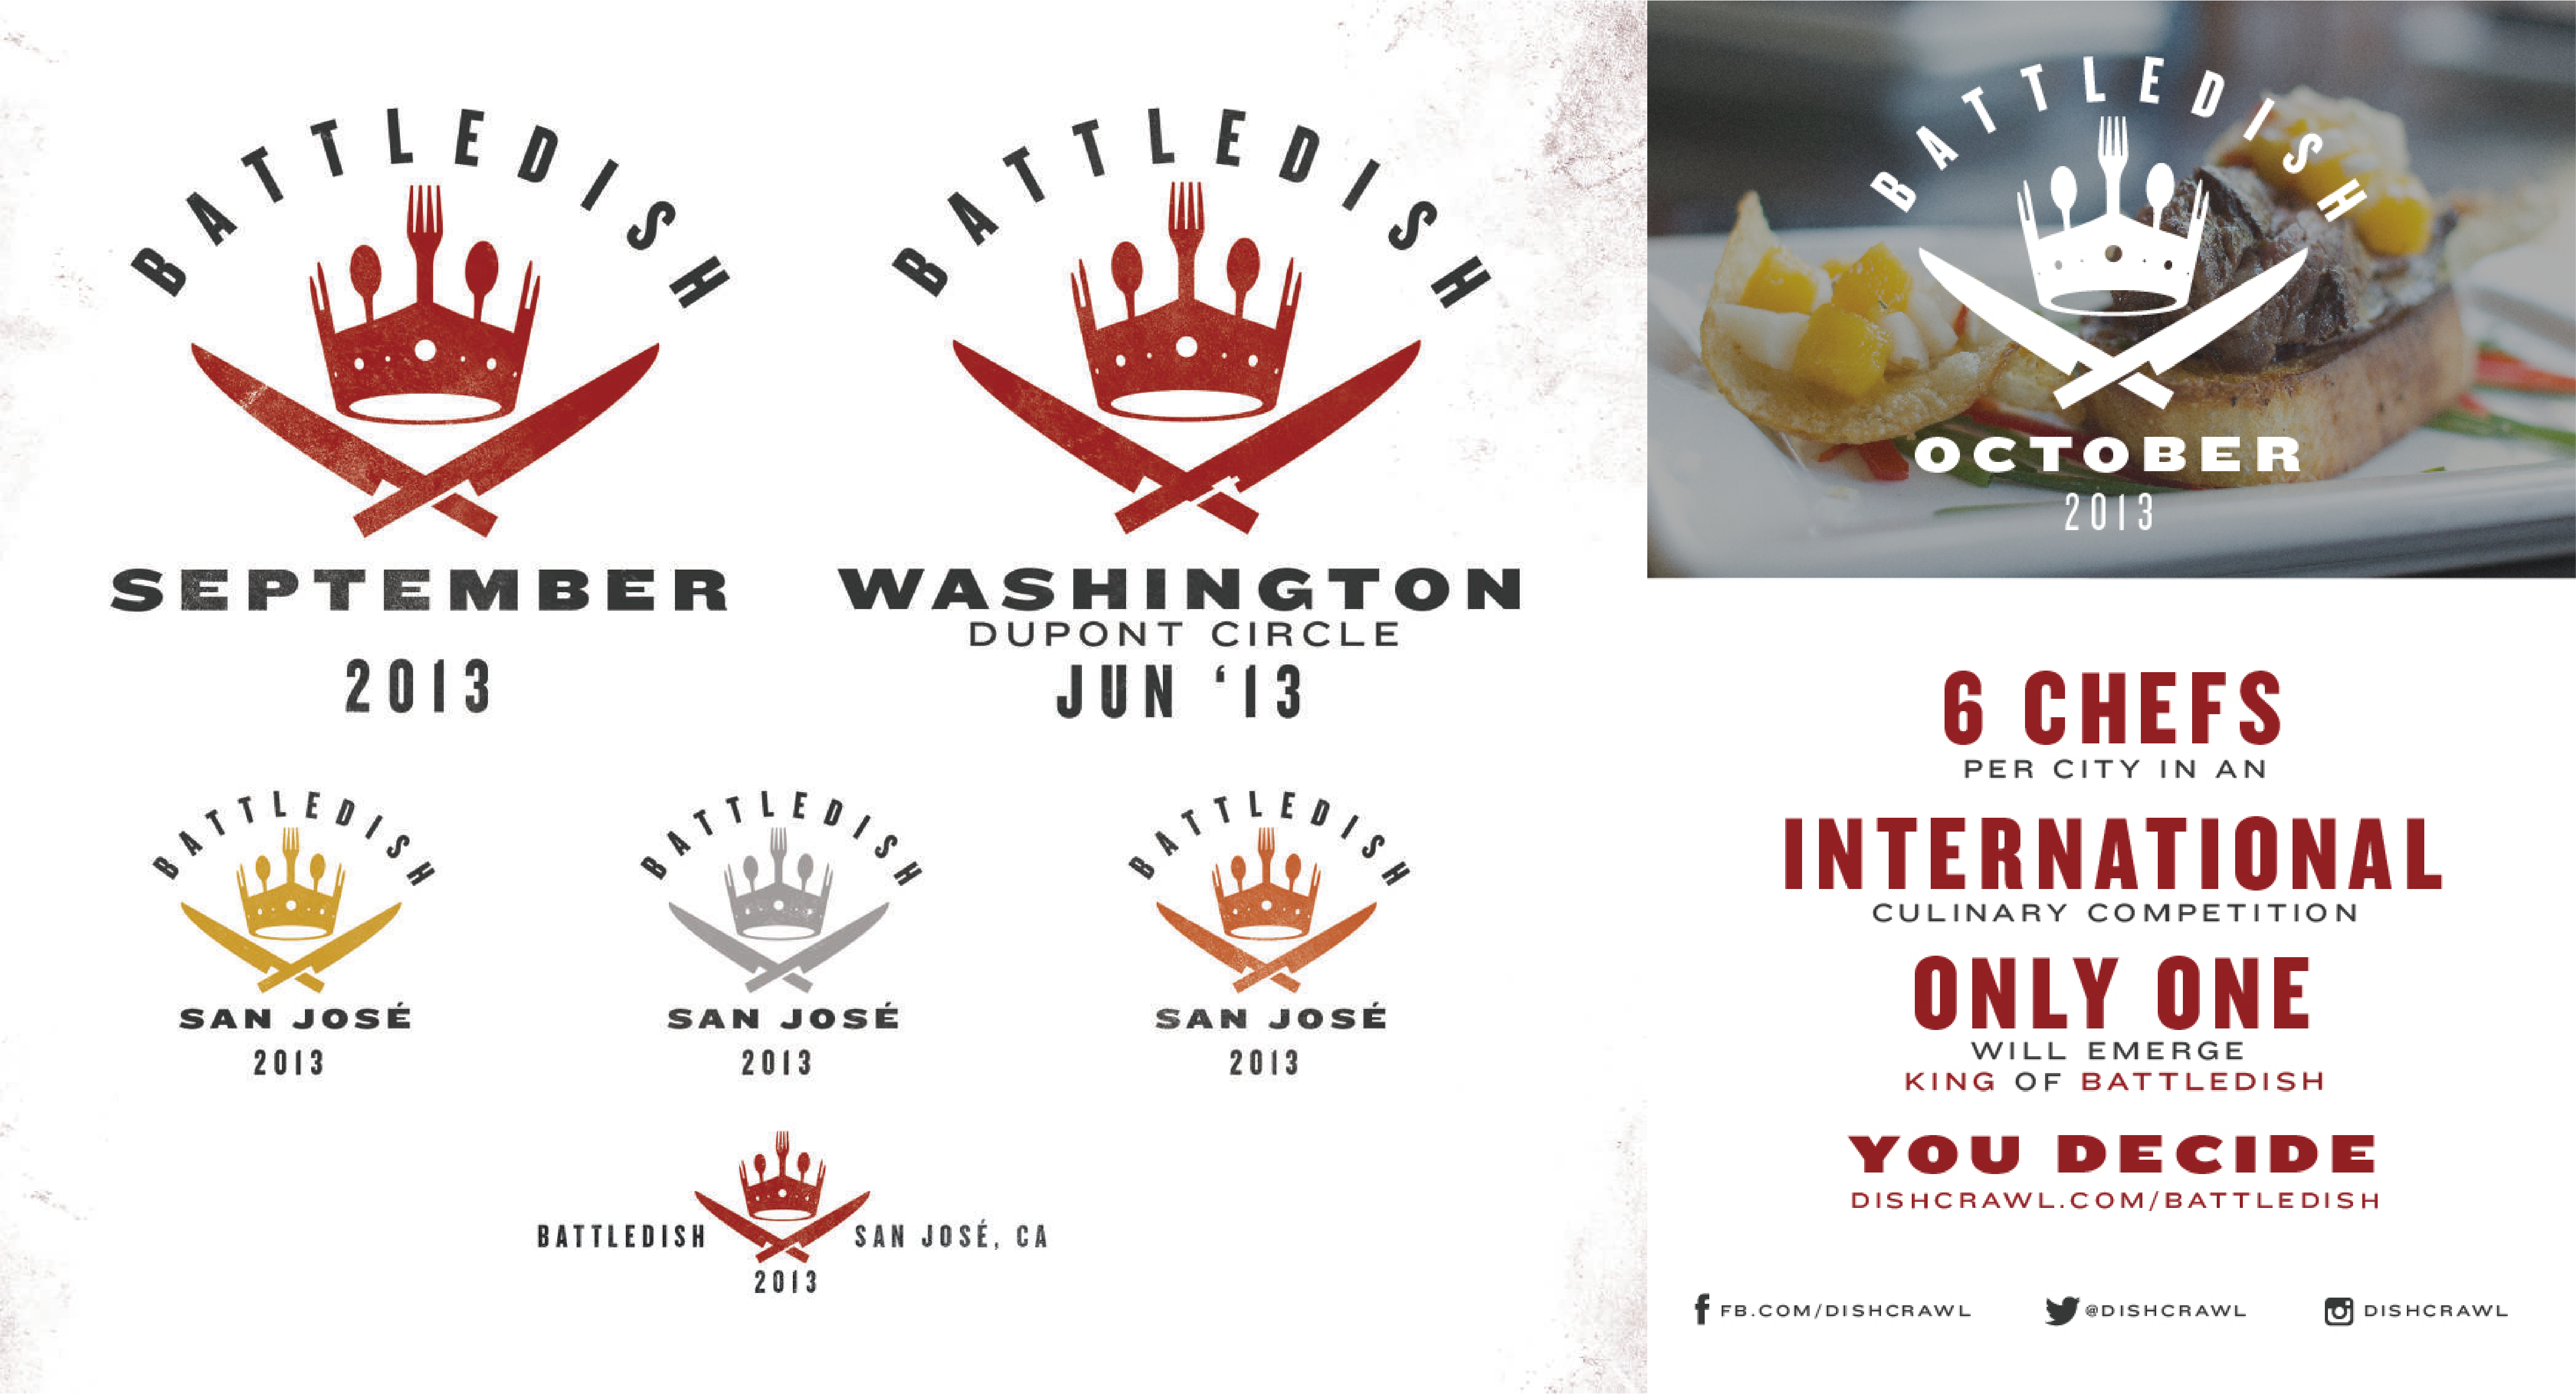 BATTLEDISH
SEPTEMBER
2013
BATTLEDISH
WASHINGTON
DUPONT CIRCLE
JUN ‘13
BATTLEDISH
SAN JOSÉ
2013
BATTLEDISH
SAN JOSÉ
2013
BATTLEDISH
SAN JOSÉ
2013
BATTLEDISH SAN JOSÉ, CA
2013
BATTLEDISH
OCTOBER
2013
6 CHEFS
PER CITY IN AN
INTERNATIONAL
CULINARY COMPETITION
ONLY ONE
WILL EMERGE
KING OF BATTLEDISH
YOU DECIDE
DISHCRAWL.COM/BATTLEDISH
FB.COM/DISHCRAWL @DISHCRAWL DISHCRAWL